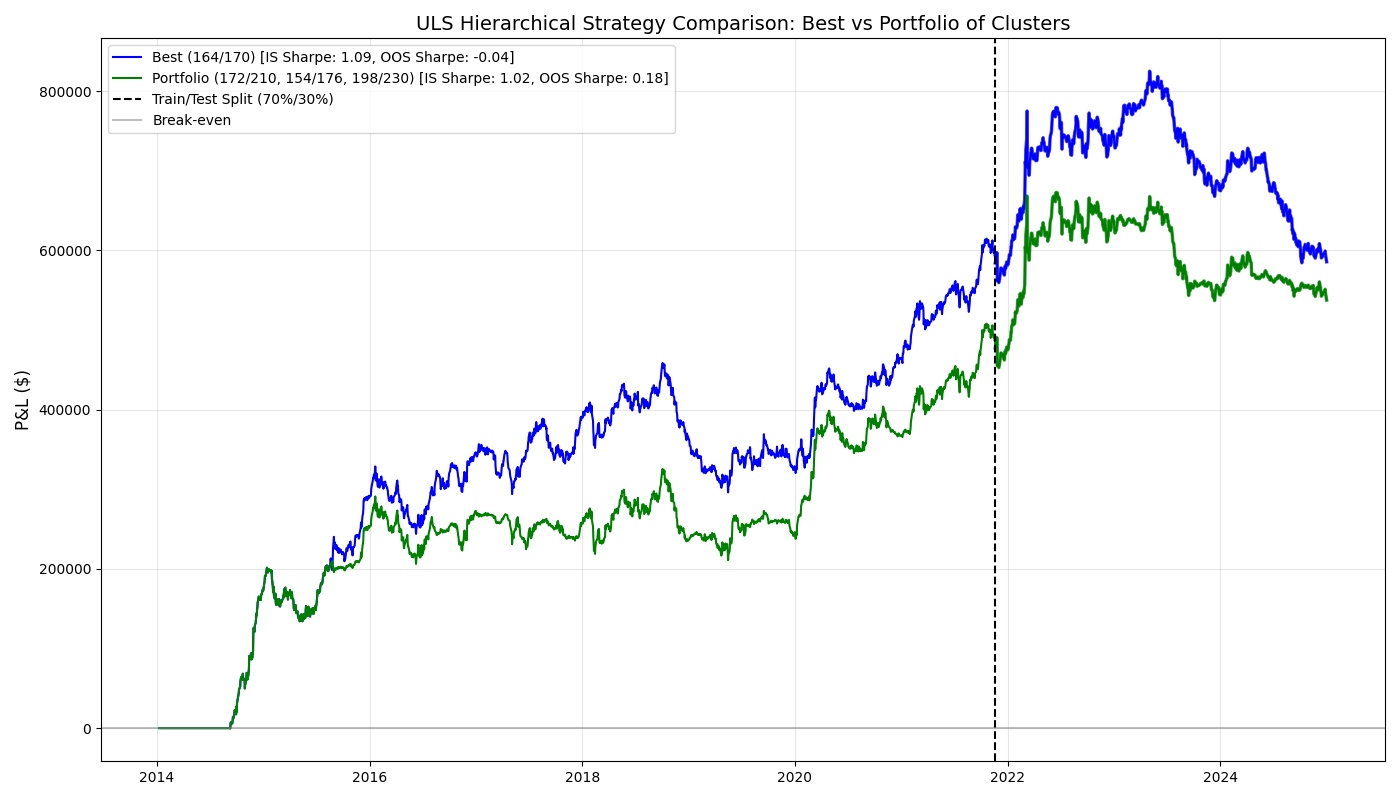 ULS Hierarchical Strategy Comparison: Best vs Portfolio of Clusters
Best (164/170) [IS Sharpe: 1.09, OOS Sharpe: -0.04]
Portfolio (172/210, 154/176, 198/230) [IS Sharpe: 1.02, OOS Sharpe: 0.18]
Train/Test Split (70%/30%)
Break-even
P&L ($)
800000
600000
400000
200000
0
2014
2016
2018
2020
2022
2024